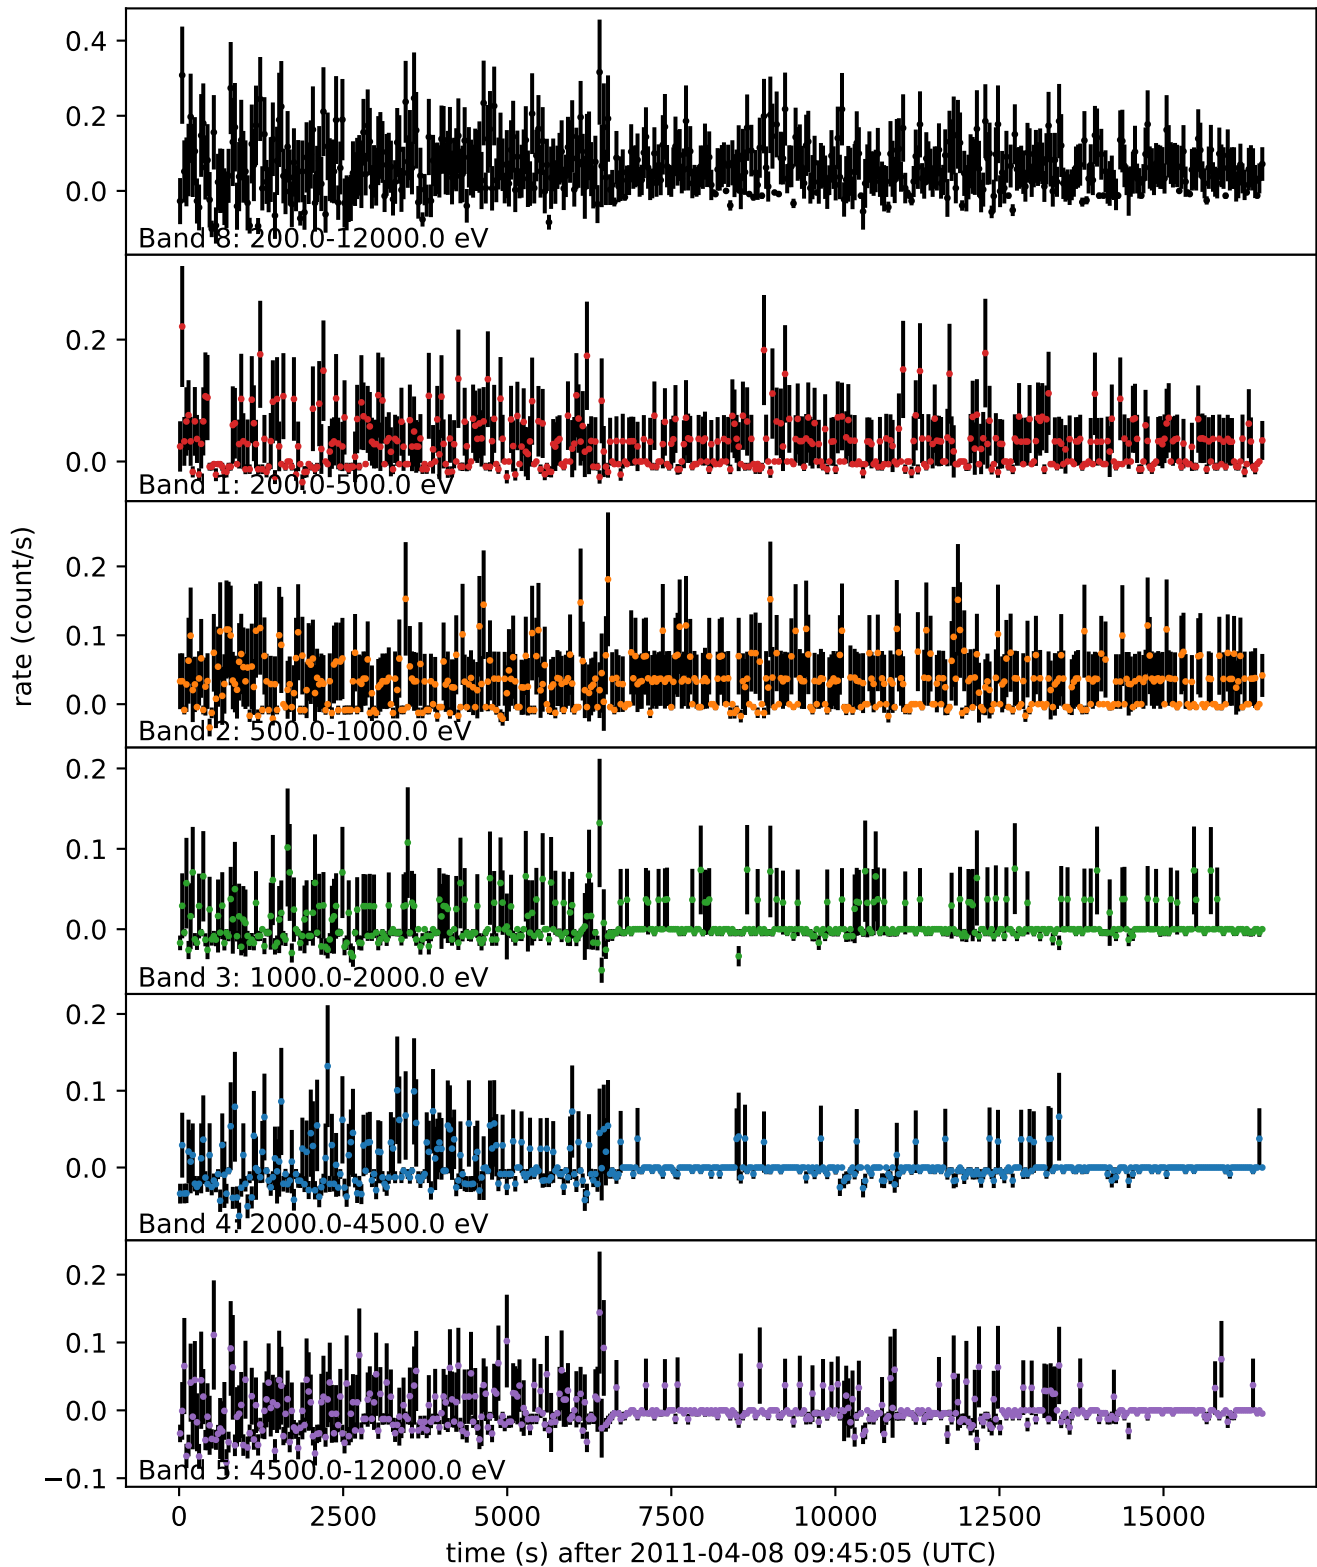 0.4
0.2
0.0
Band 8: 200.0-12000.0 eV
0.2
0.0
Band 1: 200.0-500.0 eV
rate (count/s)
0.2
0.1
0.0
Band 2: 500.0-1000.0 eV
0.2
0.1
0.0
Band 3: 1000.0-2000.0 eV
0.2
0.1
0.0
Band 4: 2000.0-4500.0 eV
0.2
0.1
0.0
−0.1
Band 5: 4500.0-12000.0 eV
0 2500 5000 7500 10000 12500 15000
time (s) after 2011-04-08 09:45:05 (UTC)